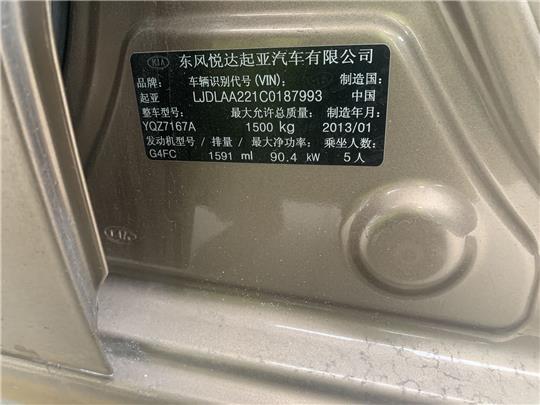 KIA 东风悦达起亚汽车有限公司
品牌： 车辆识别代号(VIN)： 制造国：
起亚 LJDLAA221C0187993 中国
整车型号： 最大允许总质量： 制造年月：
YQZ7167A 1500 kg 2013/01
发动机型号/排量/最大净功率： 乘坐人数：
G4FC 1591 ml 90.4 kW 5人